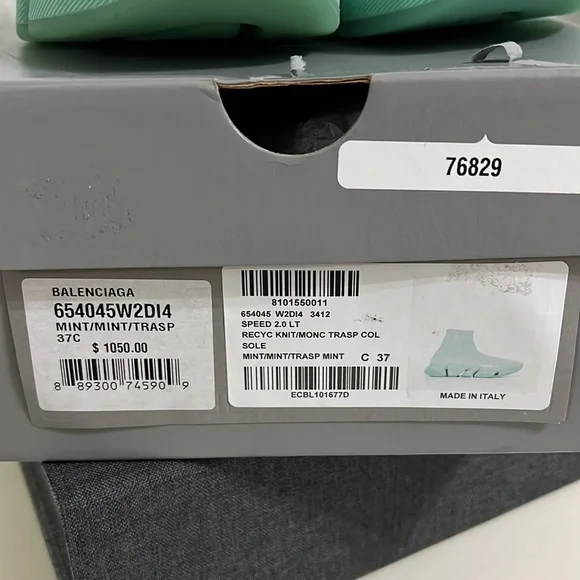 76829
BALENCIAGA
654045W2DI4
MINT/MINT/TRASP
37C
$ 1050.00
8 89300 74590 9
8101550011
654045 W2DI4 3412
SPEED 2.0 LT
RECYC KNIT/MONC TRASP COL
SOLE
MINT/MINT/TRASP MINT C 37
ECBL101677D
MADE IN ITALY